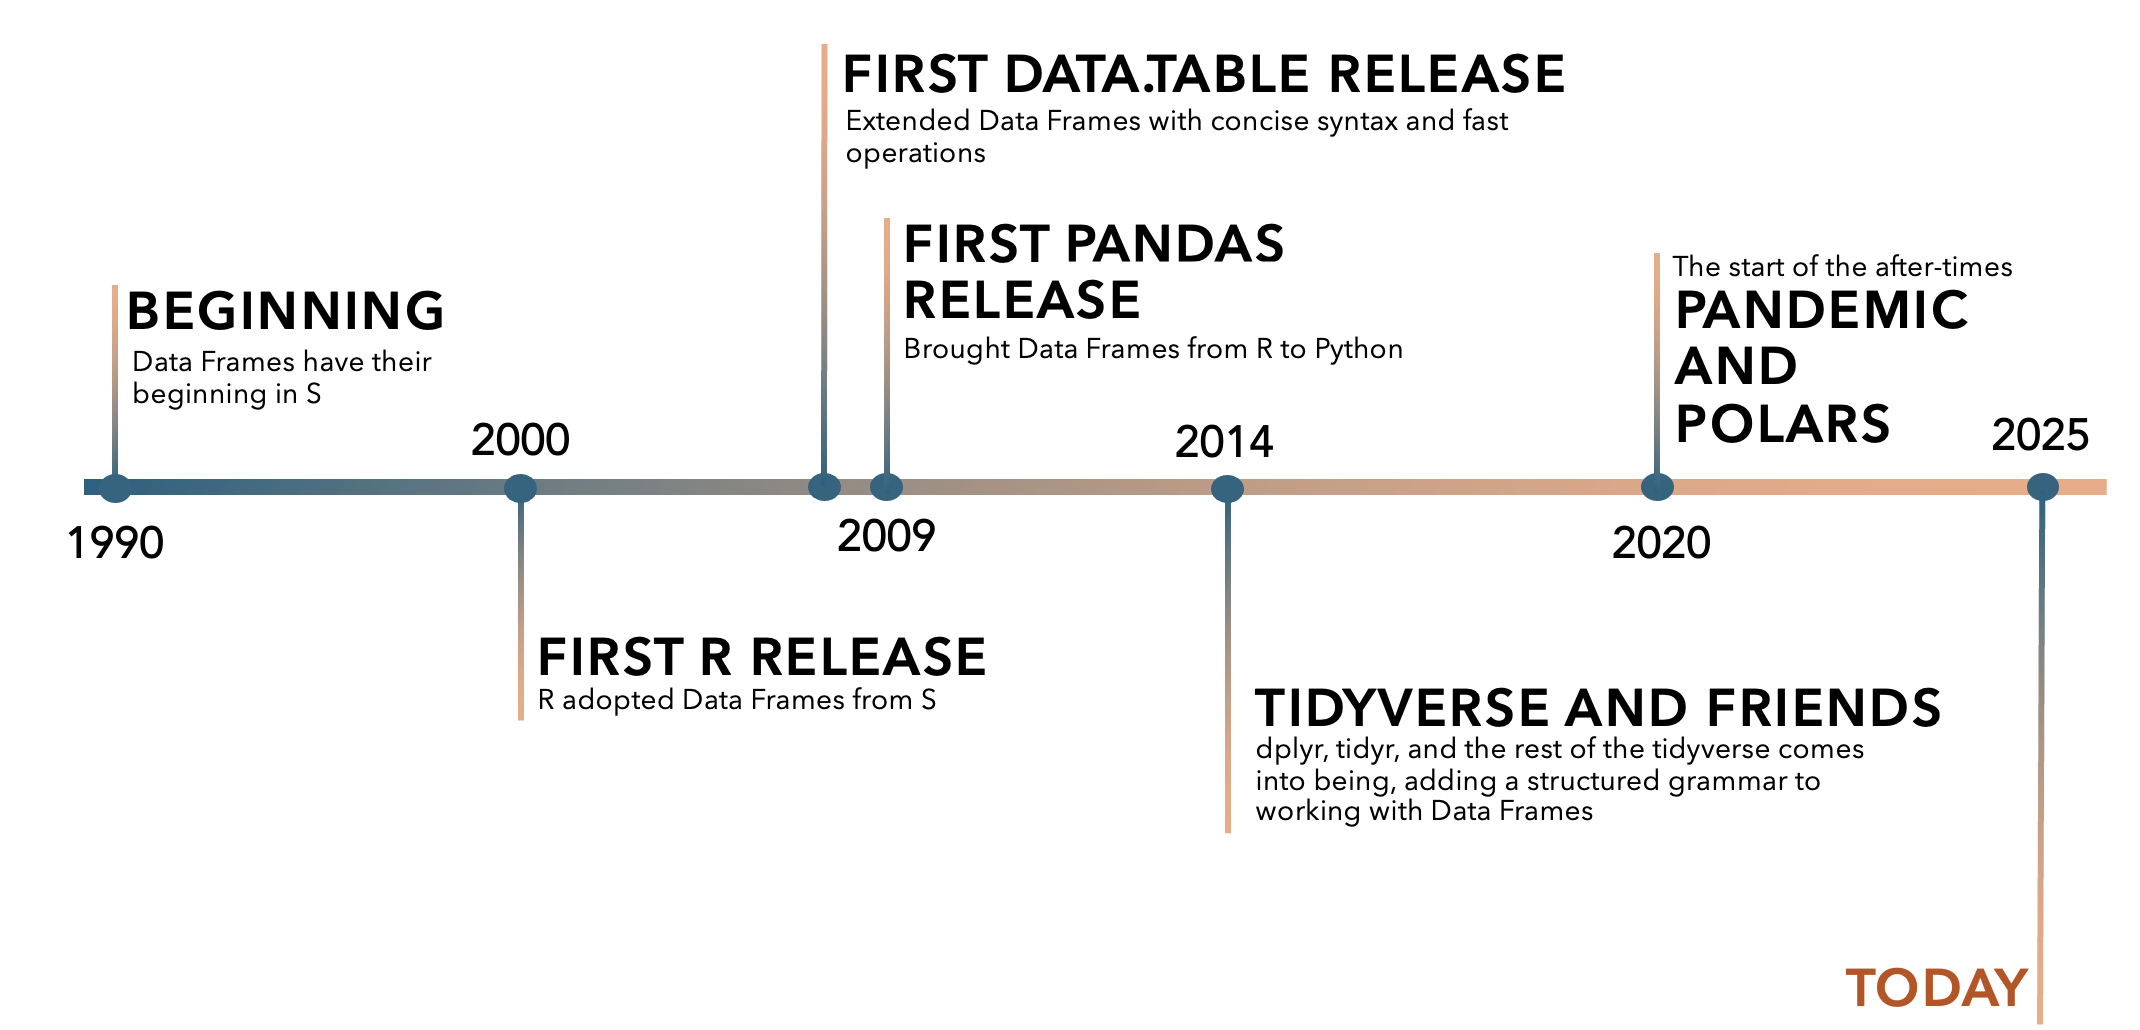 FIRST DATA.TABLE RELEASE
Extended Data Frames with concise syntax and fast
operations
FIRST PANDAS
RELEASE
Brought Data Frames from R to Python
The start of the after-times
PANDEMIC
AND
POLARS
BEGINNING
Data Frames have their
beginning in S
2000
2014
2025
1990
2009
2020
FIRST R RELEASE
R adopted Data Frames from S
TIDYVERSE AND FRIENDS
dplyr, tidyr, and the rest of the tidyverse comes
into being, adding a structured grammar to
working with Data Frames
TODAY